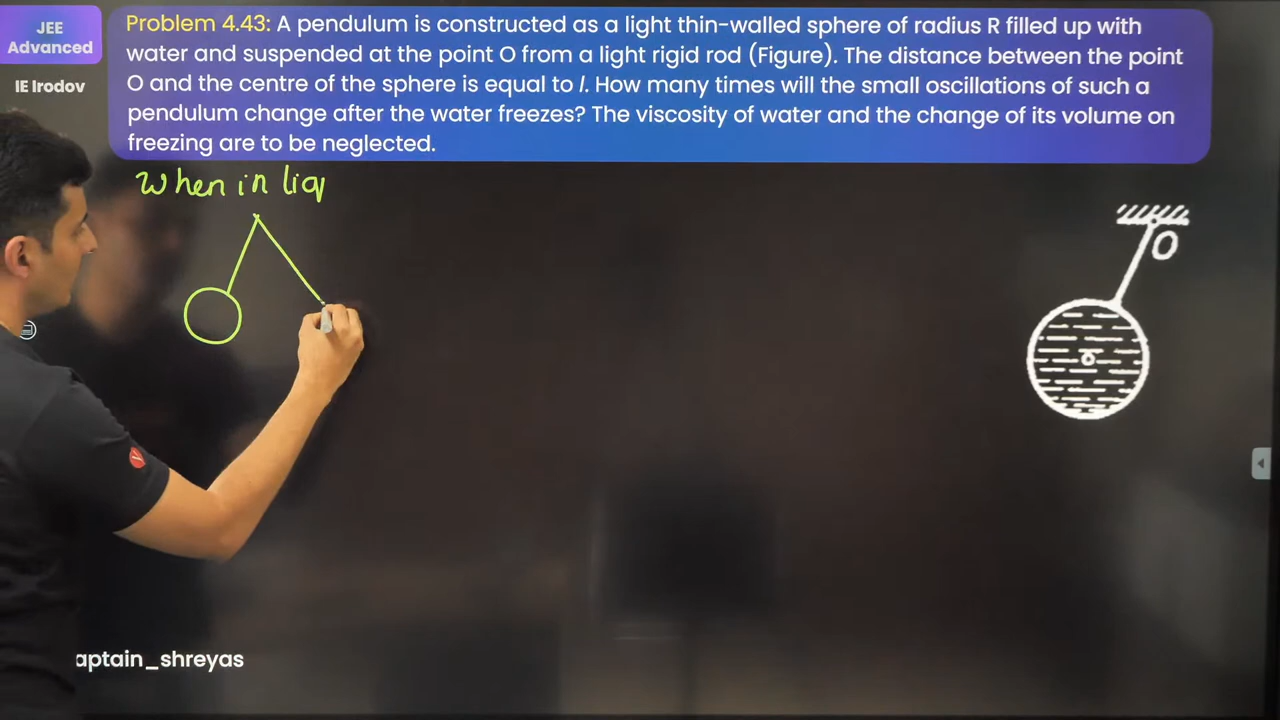 JEE
Advanced
IE Irodov
Problem 4.43: A pendulum is constructed as a light thin-walled sphere of radius R filled up with
water and suspended at the point O from a light rigid rod (Figure). The distance between the point
O and the centre of the sphere is equal to l. How many times will the small oscillations of such a
pendulum change after the water freezes? The viscosity of water and the change of its volume on
freezing are to be neglected.
When in liq
O
aptain_shreyas